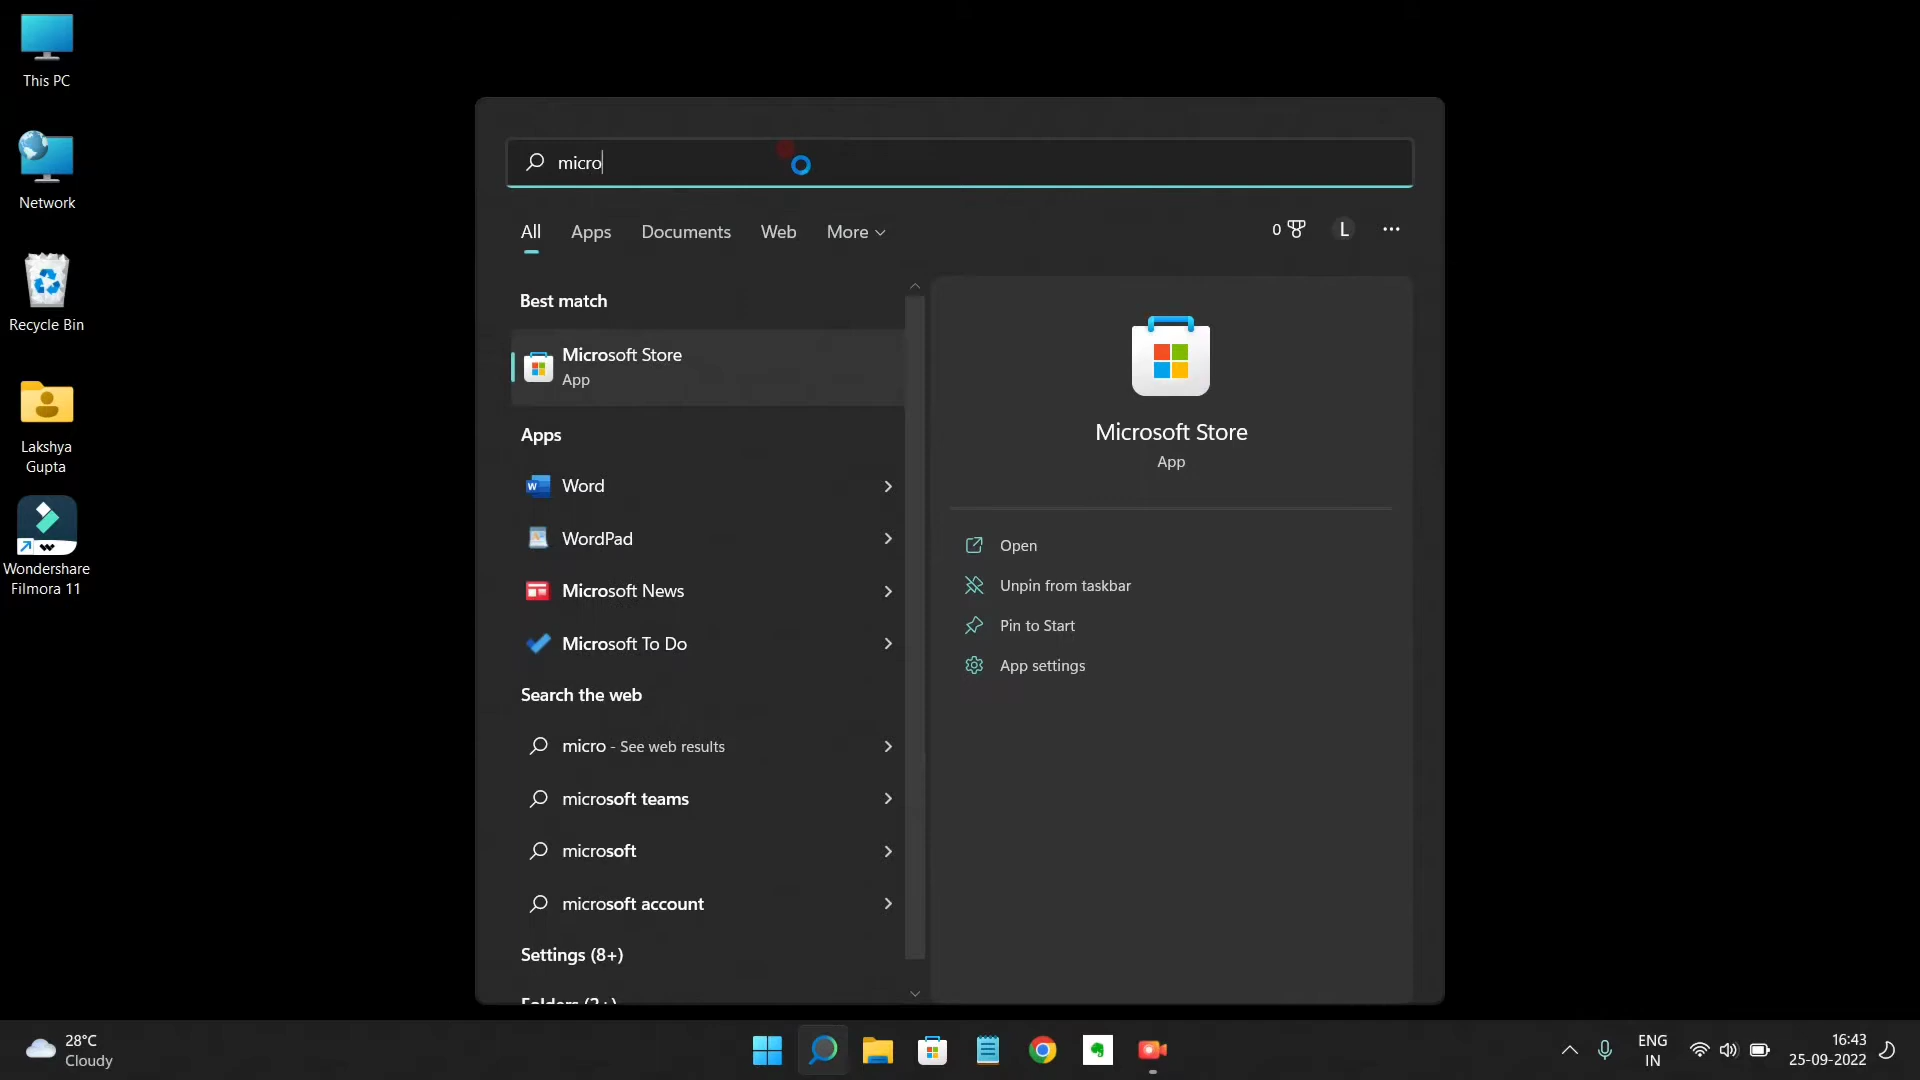 This PC
Network
Recycle Bin
Lakshya
Gupta
Wondershare
Filmora 11
micro
All Apps Documents Web More
0 L
Best match
Microsoft Store
App
Apps
Word
WordPad
Microsoft News
Microsoft To Do
Search the web
micro - See web results
microsoft teams
microsoft
microsoft account
Settings (8+)
Folders (2+)
Microsoft Store
App
Open
Unpin from taskbar
Pin to Start
App settings
28°C
Cloudy
ENG
IN
16:43
25-09-2022